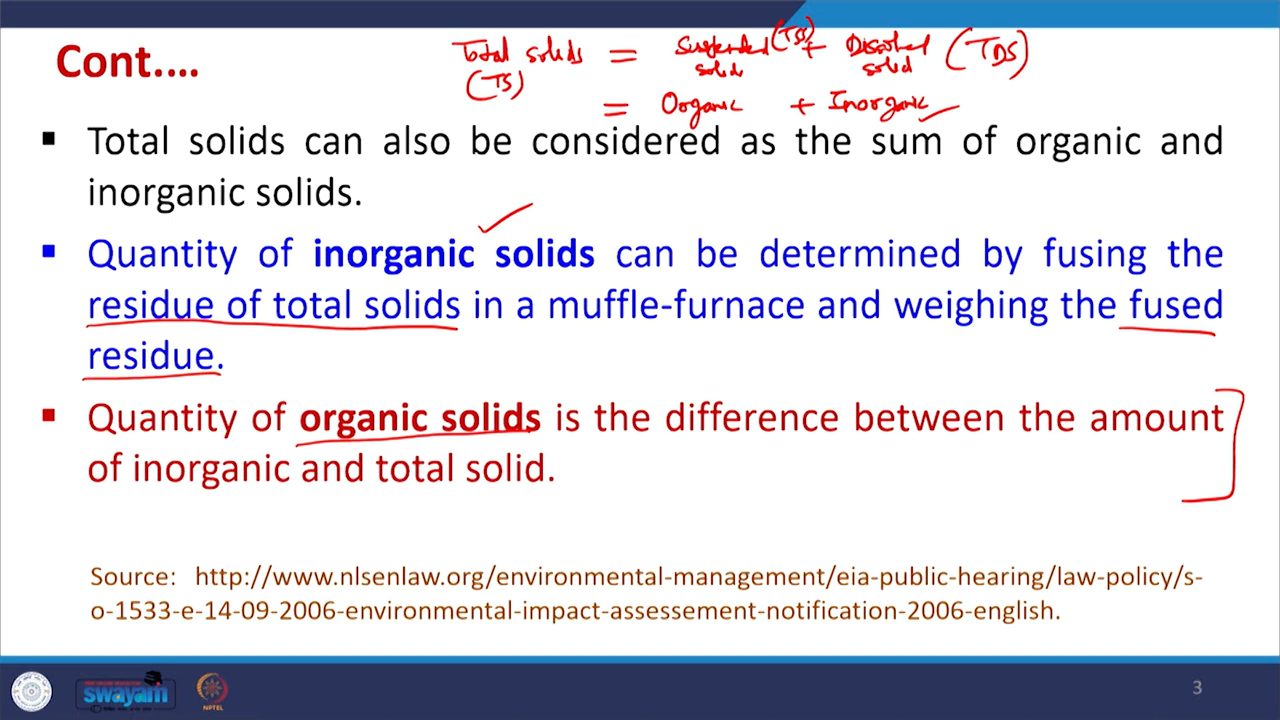 Total solids = Suspended (TSS) + Dissolved (TDS)
(TS) solids solid
= Organic + Inorganic
Cont.…
▪ Total solids can also be considered as the sum of organic and
inorganic solids.
▪ Quantity of inorganic solids can be determined by fusing the
residue of total solids in a muffle-furnace and weighing the fused
residue.
▪ Quantity of organic solids is the difference between the amount
of inorganic and total solid.
Source: http://www.nlsenlaw.org/environmental-management/eia-public-hearing/law-policy/s-
o-1533-e-14-09-2006-environmental-impact-assessement-notification-2006-english.
swayam
NPTEL
3